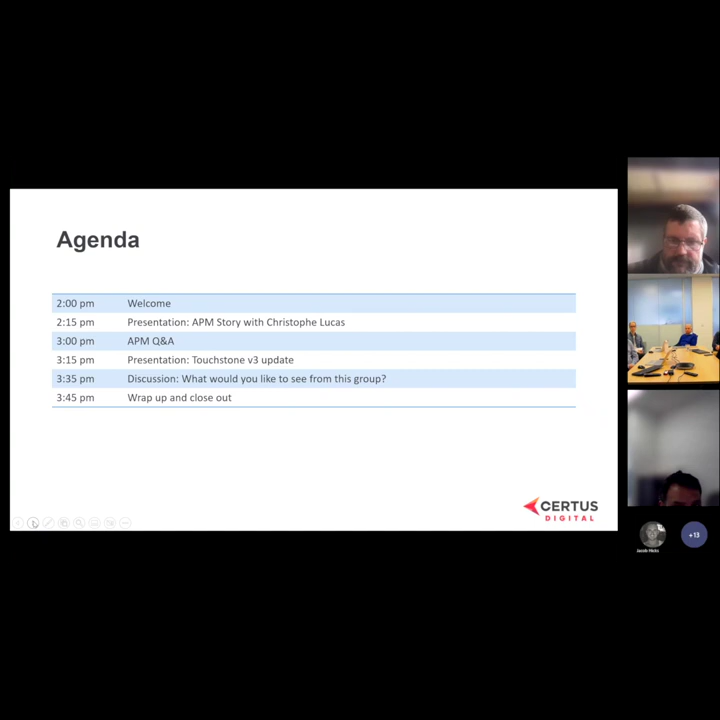 Agenda
2:00 pm Welcome
2:15 pm Presentation: APM Story with Christophe Lucas
3:00 pm APM Q&A
3:15 pm Presentation: Touchstone v3 update
3:35 pm Discussion: What would you like to see from this group?
3:45 pm Wrap up and close out
CERTUS
DIGITAL
+13